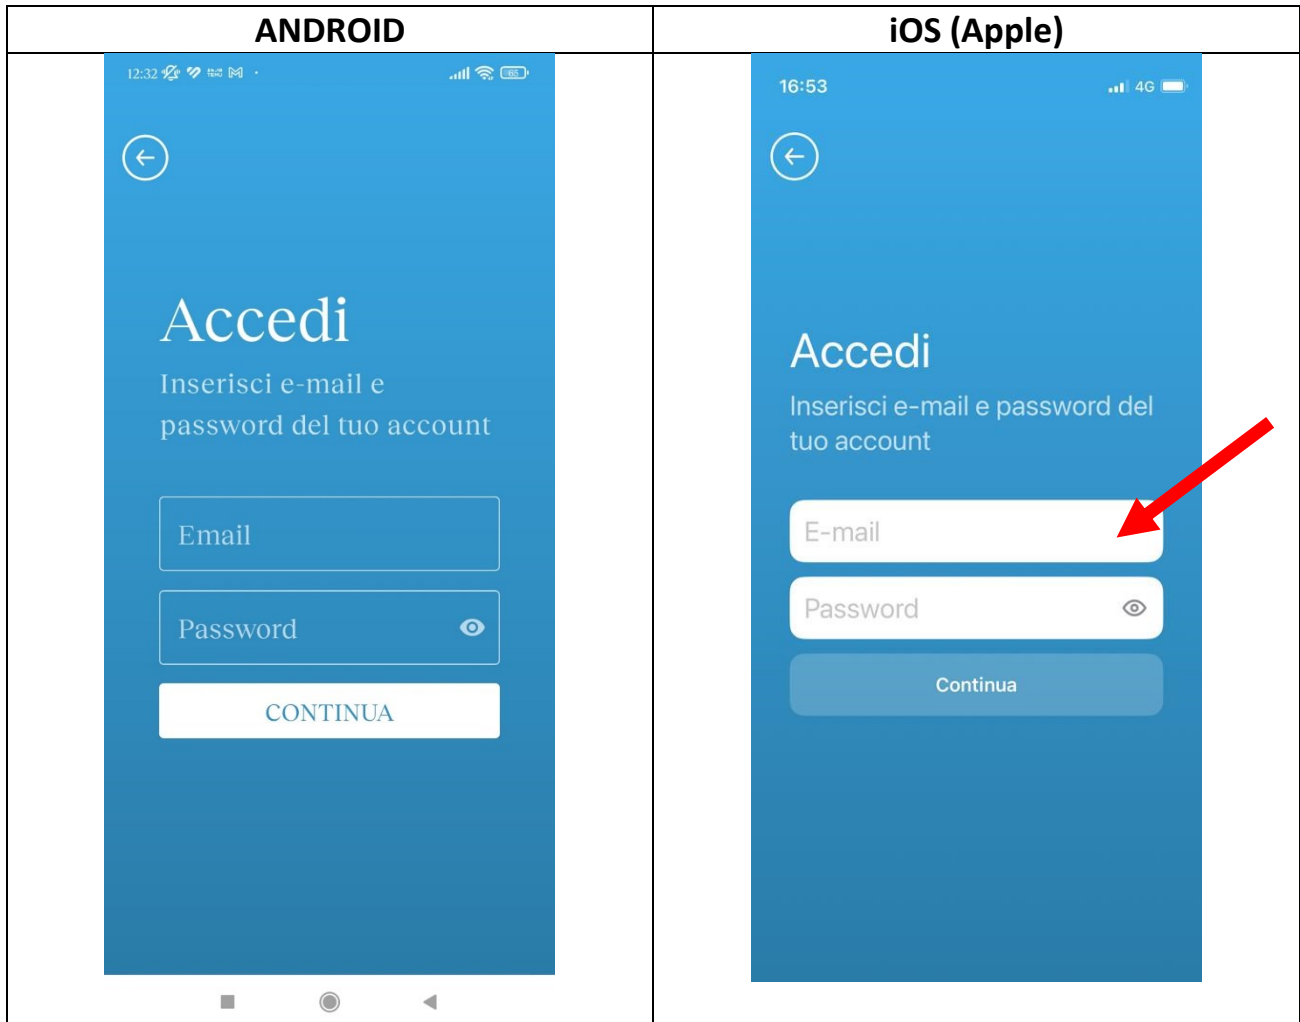 ANDROID
iOS (Apple)
12:32
65
Accedi
Inserisci e-mail e
password del tuo account
Email
Password
CONTINUA
16:53
4G
Accedi
Inserisci e-mail e password del
tuo account
E-mail
Password
Continua